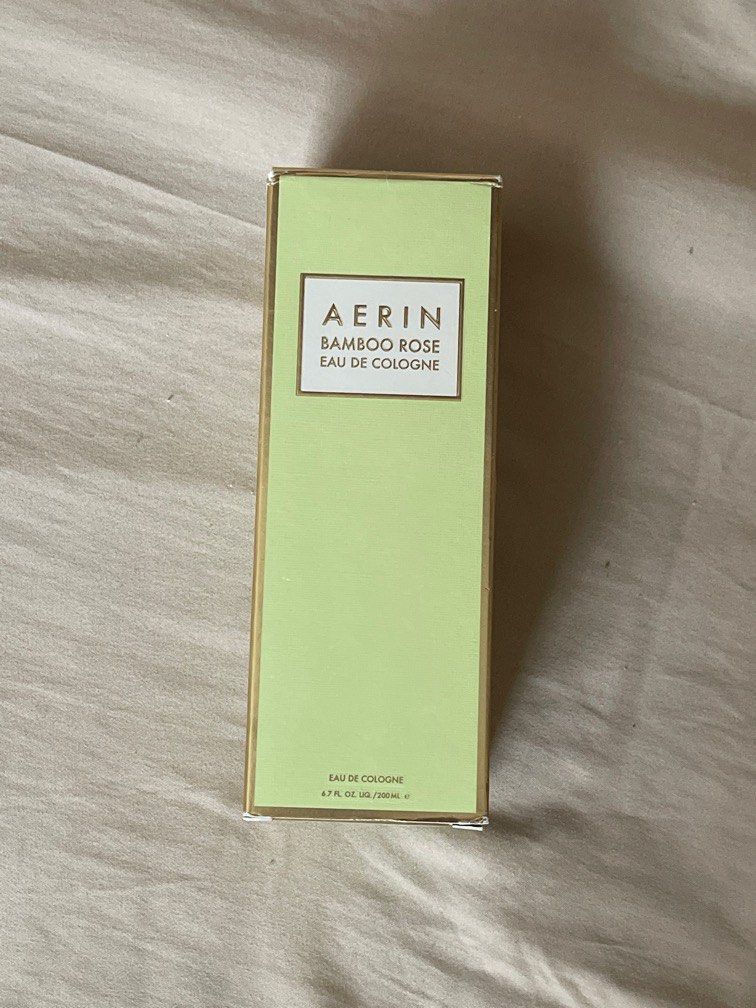 AERIN
BAMBOO ROSE
EAU DE COLOGNE
EAU DE COLOGNE
6.7 FL. OZ. LIQ./200 ML ℮